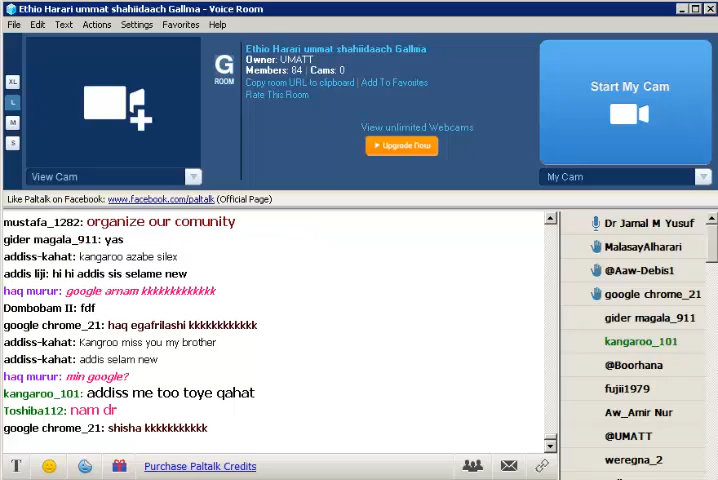 Ethio Harari ummat shahiidaach Gallma - Voice Room
File Edit Text Actions Settings Favorites Help
XL
L
M
S
View Cam
G
ROOM
Ethio Harari ummat shahiidaach Gallma
Owner: UMATT
Members: 84 | Cams: 0
Copy room URL to clipboard | Add To Favorites
Rate This Room
View unlimited Webcams
Upgrade Now
Start My Cam
My Cam
Like Paltalk on Facebook: www.facebook.com/paltalk (Official Page)
mustafa_1282: organize our comunity
gider magala_911: yas
addiss-kahat: kangaroo azabe silex
addis liji: hi hi addis sis selame new
haq murur: google arnam kkkkkkkkkkkkk
Dombobam II: fdf
google chrome_21: haq egafrilashi kkkkkkkkkkkk
addiss-kahat: Kangroo miss you my brother
addiss-kahat: addis selam new
haq murur: min google?
kangaroo_101: addiss me too toye qahat
Toshiba112: nam dr
google chrome_21: shisha kkkkkkkkkkk
T
Purchase Paltalk Credits
Dr Jamal M Yusuf
MalasayAlharari
@Aaw-Debis1
google chrome_21
gider magala_911
kangaroo_101
@Boorhana
fujii1979
Aw_Amir Nur
@UMATT
weregna_2